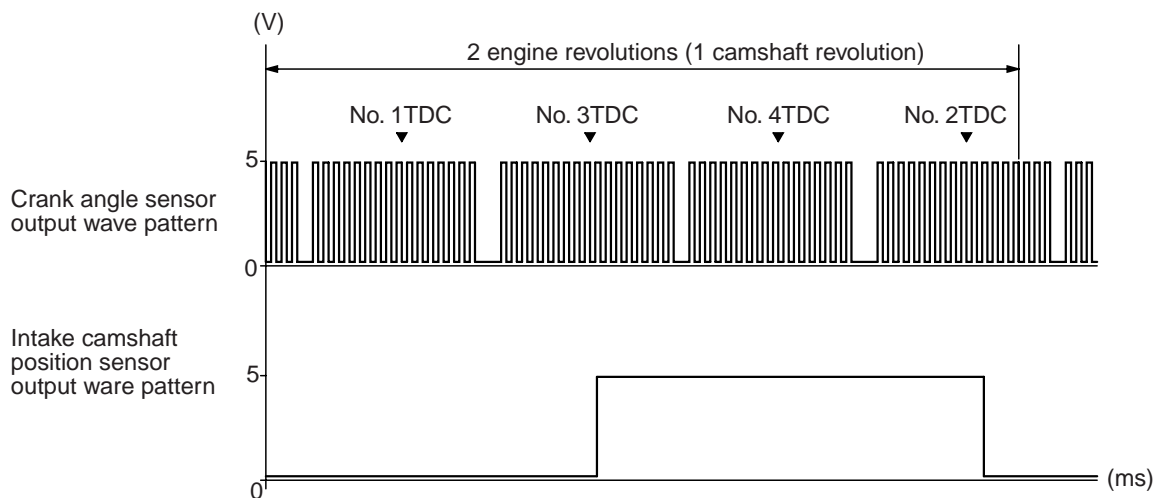 (V)
2 engine revolutions (1 camshaft revolution)
No. 1TDC
No. 3TDC
No. 4TDC
No. 2TDC
5
Crank angle sensor
output wave pattern
0
Intake camshaft
position sensor
output ware pattern
5
0
(ms)